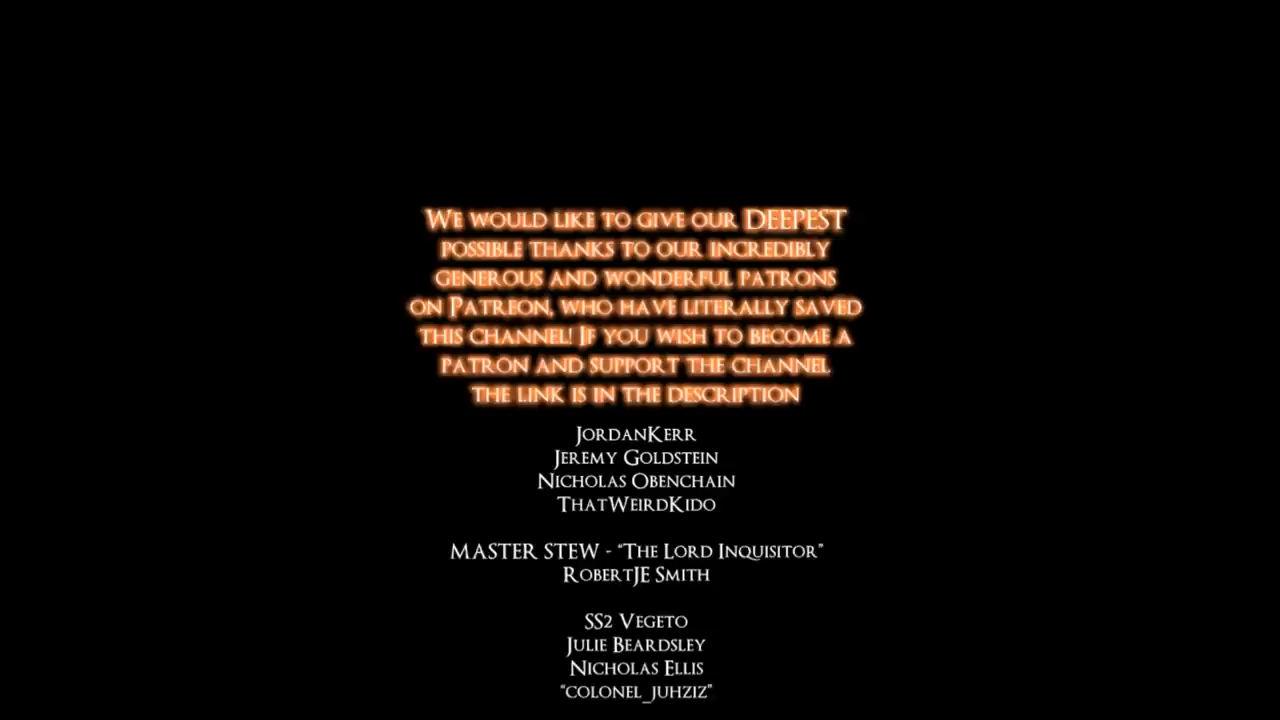 We would like to give our DEEPEST
possible thanks to our incredibly
generous and wonderful patrons
on Patreon, who have literally saved
this channel! If you wish to become a
patron and support the channel
the link is in the description
JordanKerr
Jeremy Goldstein
Nicholas Obenchain
ThatWeirdKido
MASTER STEW - “The Lord Inquisitor”
RobertJE Smith
SS2 Vegeto
Julie Beardsley
Nicholas Ellis
“colonel_juhziz”